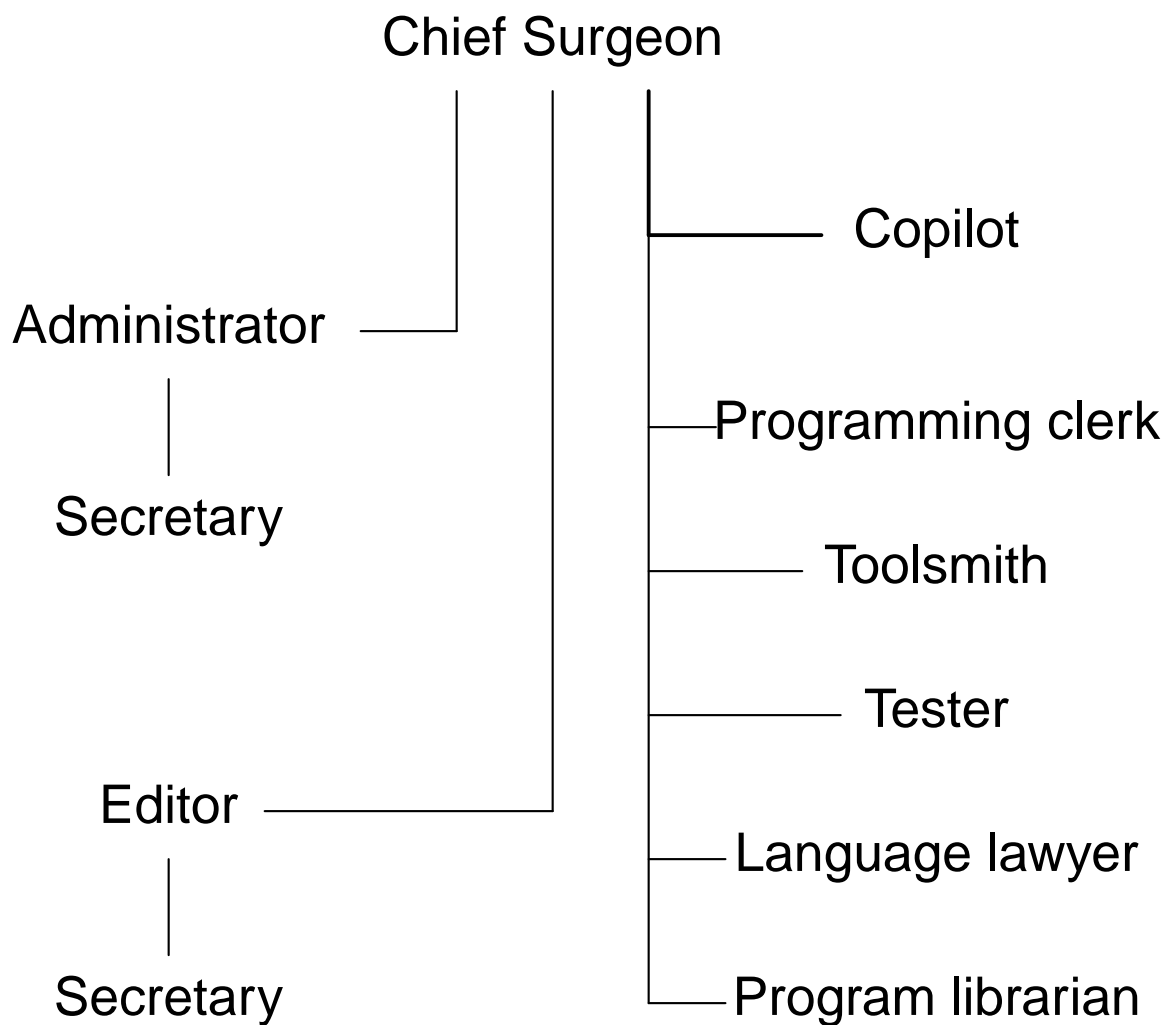 Chief Surgeon
Copilot
Administrator
Programming clerk
Secretary
Toolsmith
Tester
Editor
Language lawyer
Secretary
Program librarian